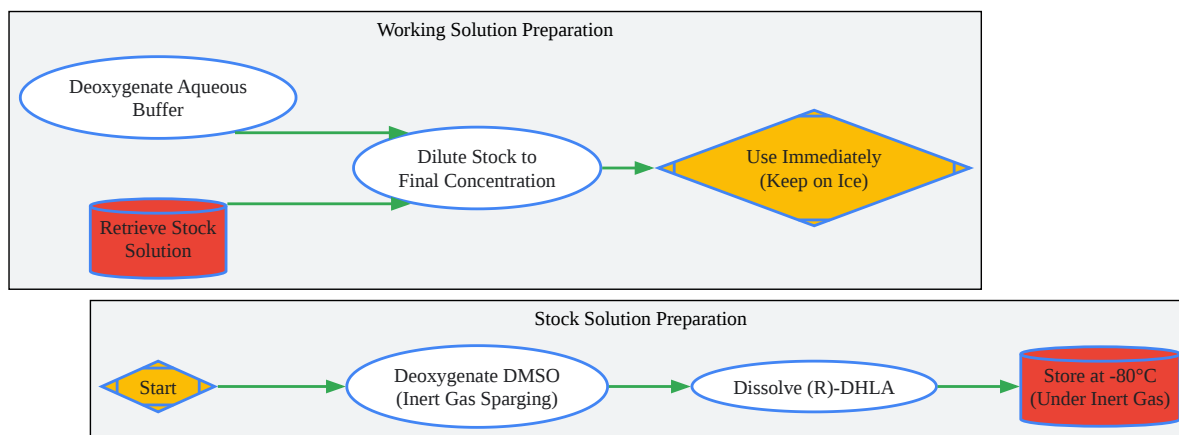 Working Solution Preparation
Deoxygenate Aqueous
Buffer
Dilute Stock to
Final Concentration
Use Immediately
(Keep on Ice)
Retrieve Stock
Solution
Stock Solution Preparation
Start
Deoxygenate DMSO
(Inert Gas Sparging)
Dissolve (R)-DHLA
Store at -80°C
(Under Inert Gas)